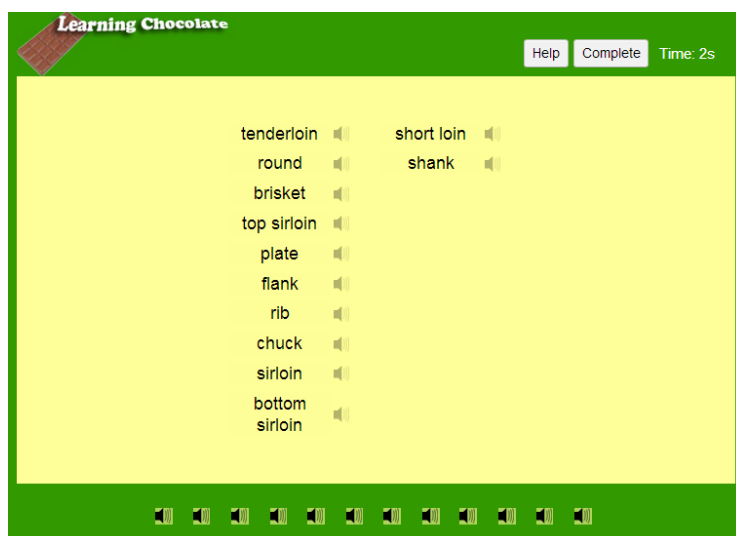 Learning Chocolate
Help Complete Time: 2s
tenderloin short loin
round shank
brisket
top sirloin
plate
flank
rib
chuck
sirloin
bottom
sirloin